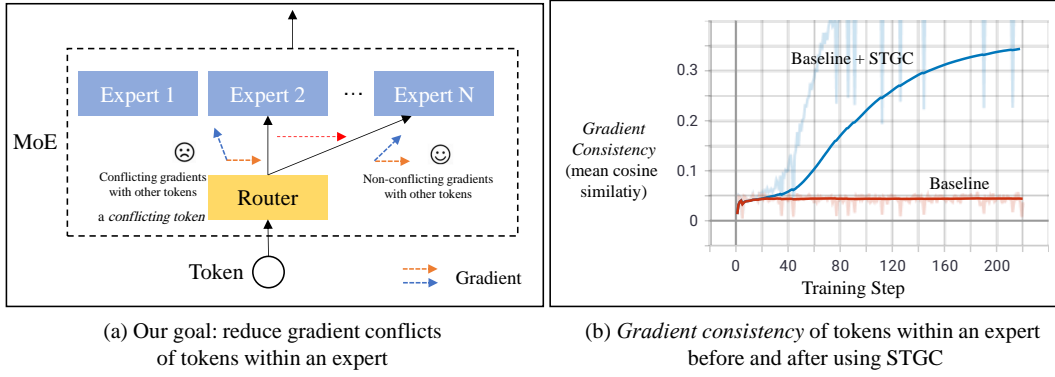 MoE
Expert 1
Expert 2
...
Expert N
Conflicting gradients
with other tokens
a conflicting token
Non-conflicting gradients
with other tokens
Router
Token
Gradient
(a) Our goal: reduce gradient conflicts
of tokens within an expert
Gradient
Consistency
(mean cosine
similatiy)
0.3
0.2
0.1
0
Baseline + STGC
Baseline
0 40 80 120 160 200
Training Step
(b) Gradient consistency of tokens within an expert
before and after using STGC